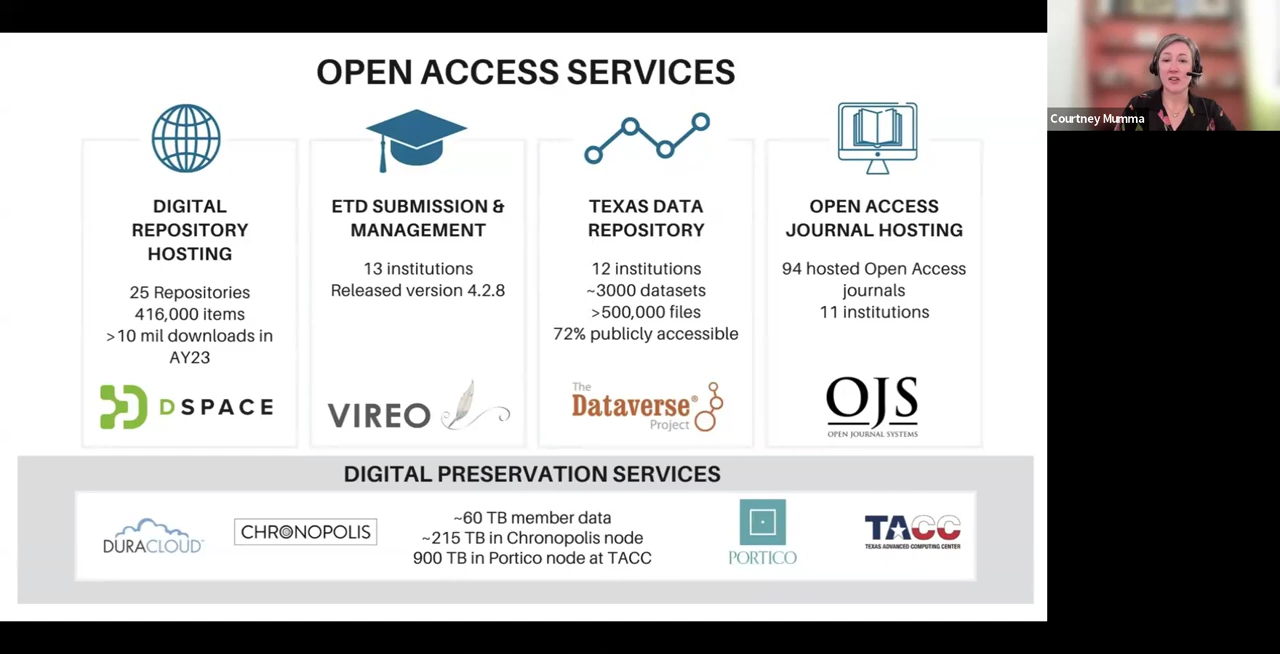 OPEN ACCESS SERVICES
DIGITAL
REPOSITORY
HOSTING
25 Repositories
416,000 items
>10 mil downloads in
AY23
DSPACE
ETD SUBMISSION &
MANAGEMENT
13 institutions
Released version 4.2.8
VIREO
TEXAS DATA
REPOSITORY
12 institutions
~3000 datasets
>500,000 files
72% publicly accessible
The
Dataverse®
Project
OPEN ACCESS
JOURNAL HOSTING
94 hosted Open Access
journals
11 institutions
OJS
OPEN JOURNAL SYSTEMS
DIGITAL PRESERVATION SERVICES
DURACLOUD
CHRONOPOLIS
~60 TB member data
~215 TB in Chronopolis node
900 TB in Portico node at TACC
PORTICO
TACC
TEXAS ADVANCED COMPUTING CENTER
Courtney Mumma